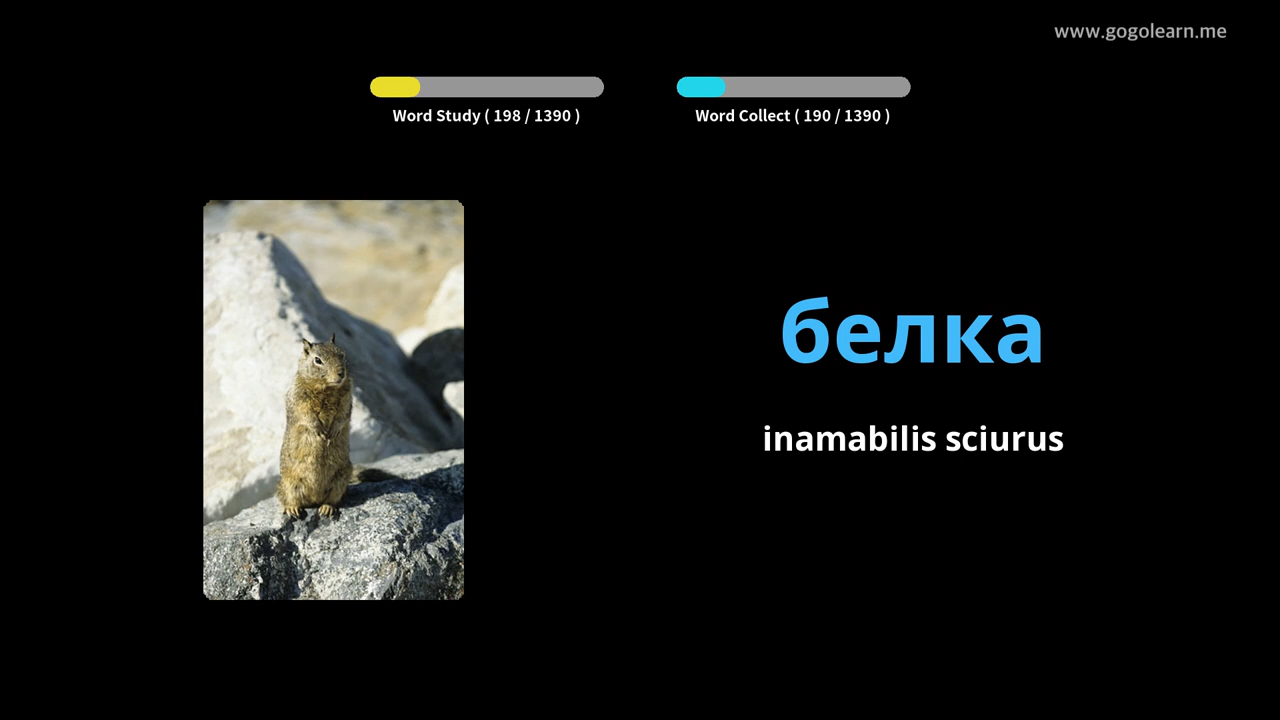 www.gogolearn.me
Word Study ( 198 / 1390 )
Word Collect ( 190 / 1390 )
белка
inamabilis sciurus